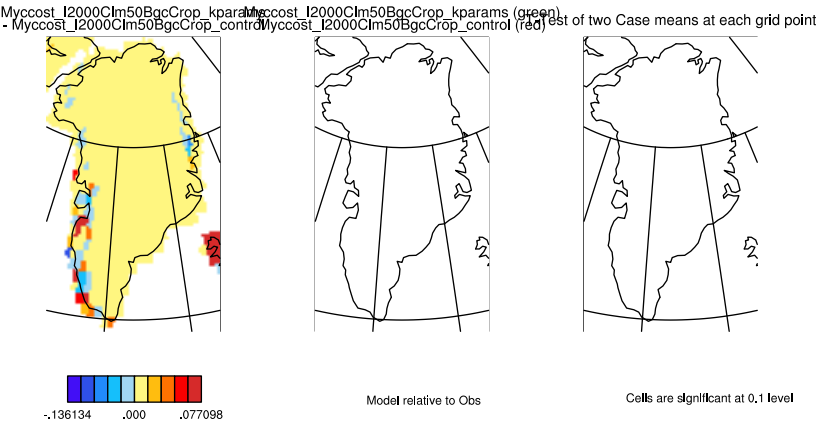 Myccost_I2000Clm50BgcCrop_kparams
- Myccost_I2000Clm50BgcCrop_control
Myccost_I2000Clm50BgcCrop_kparams (green)
Myccost_I2000Clm50BgcCrop_control (red)
T-Test of two Case means at each grid point
-.136134 .000 .077098
Model relative to Obs
Cells are significant at 0.1 level